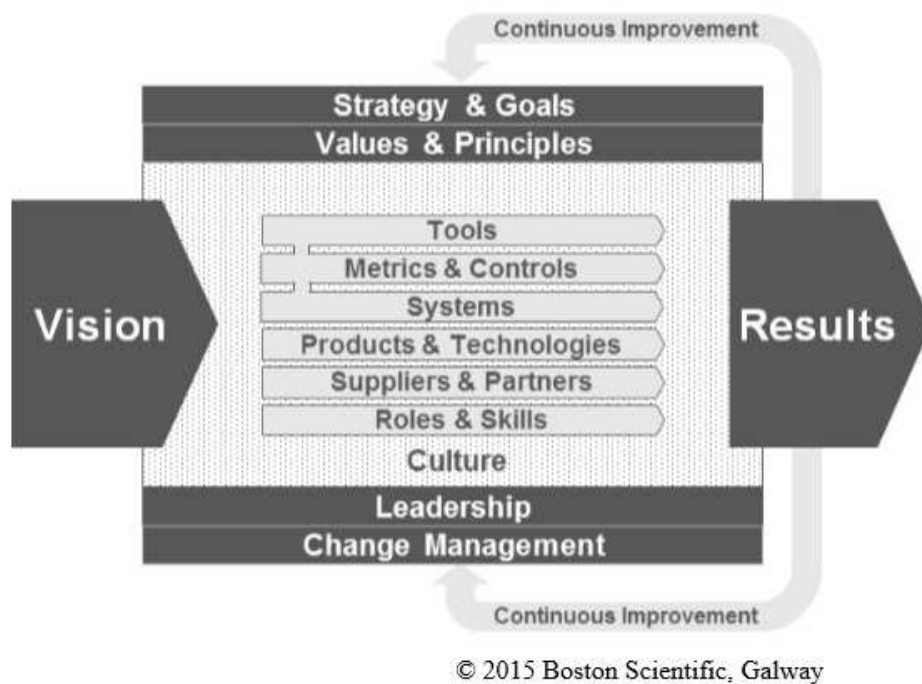 Continuous Improvement
Strategy & Goals
Values & Principles
Tools
Metrics & Controls
Systems
Vision
Results
Products & Technologies
Suppliers & Partners
Roles & Skills
Culture
Leadership
Change Management
Continuous Improvement
© 2015 Boston Scientific, Galway